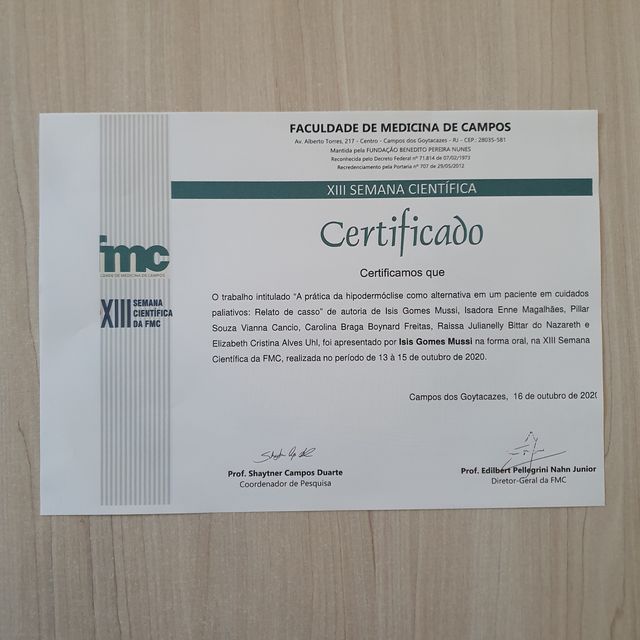 FACULDADE DE MEDICINA DE CAMPOS
Av. Alberto Torres, 217 - Centro - Campos dos Goytacazes - RJ - CEP.: 28035-581
Mantida pela FUNDAÇÃO BENEDITO PEREIRA NUNES
Reconhecida pelo Decreto Federal nº 71.814 de 07/02/1973
Recredenciamento pela Portaria nº 707 de 29/05/2012
XIII SEMANA CIENTÍFICA
Certificado
fmc
FACULDADE DE MEDICINA DE CAMPOS
XIII SEMANA
CIENTÍFICA
DA FMC
Certificamos que
O trabalho intitulado “A prática da hipodermóclise como alternativa em um paciente em cuidados
paliativos: Relato de casso” de autoria de Isis Gomes Mussi, Isadora Enne Magalhães, Pillar
Souza Vianna Cancio, Carolina Braga Boynard Freitas, Raissa Julianelly Bittar do Nazareth e
Elizabeth Cristina Alves Uhl, foi apresentado por Isis Gomes Mussi na forma oral, na XIII Semana
Científica da FMC, realizada no período de 13 à 15 de outubro de 2020.
Campos dos Goytacazes, 16 de outubro de 2020
Prof. Shaytner Campos Duarte
Coordenador de Pesquisa
Prof. Edilbert Pellegrini Nahn Junior
Diretor-Geral da FMC